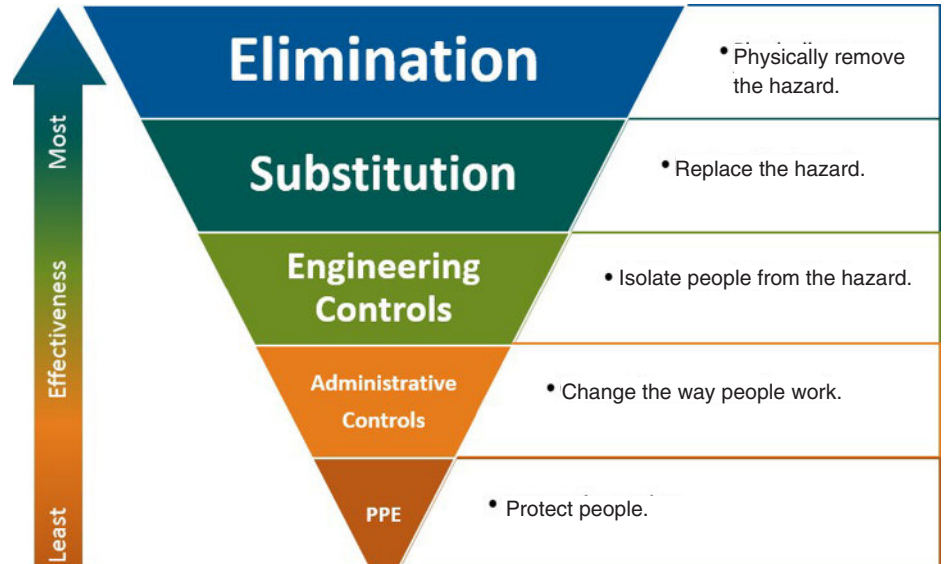 Most
Effectiveness
Least
Elimination
• Physically remove
the hazard.
Substitution
• Replace the hazard.
Engineering
Controls
• Isolate people from the hazard.
Administrative
Controls
• Change the way people work.
PPE
• Protect people.